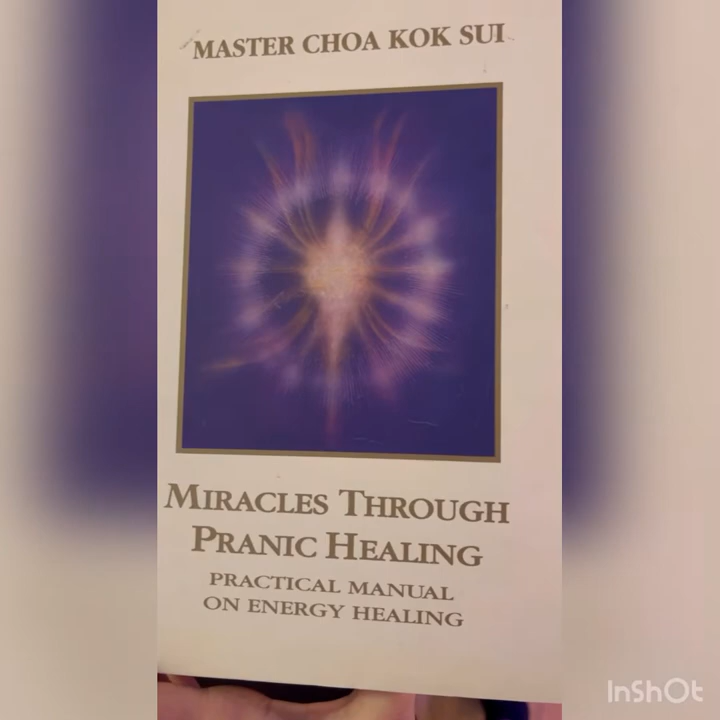 MASTER CHOA KOK SUI
MIRACLES THROUGH
PRANIC HEALING
PRACTICAL MANUAL
ON ENERGY HEALING
InShOt